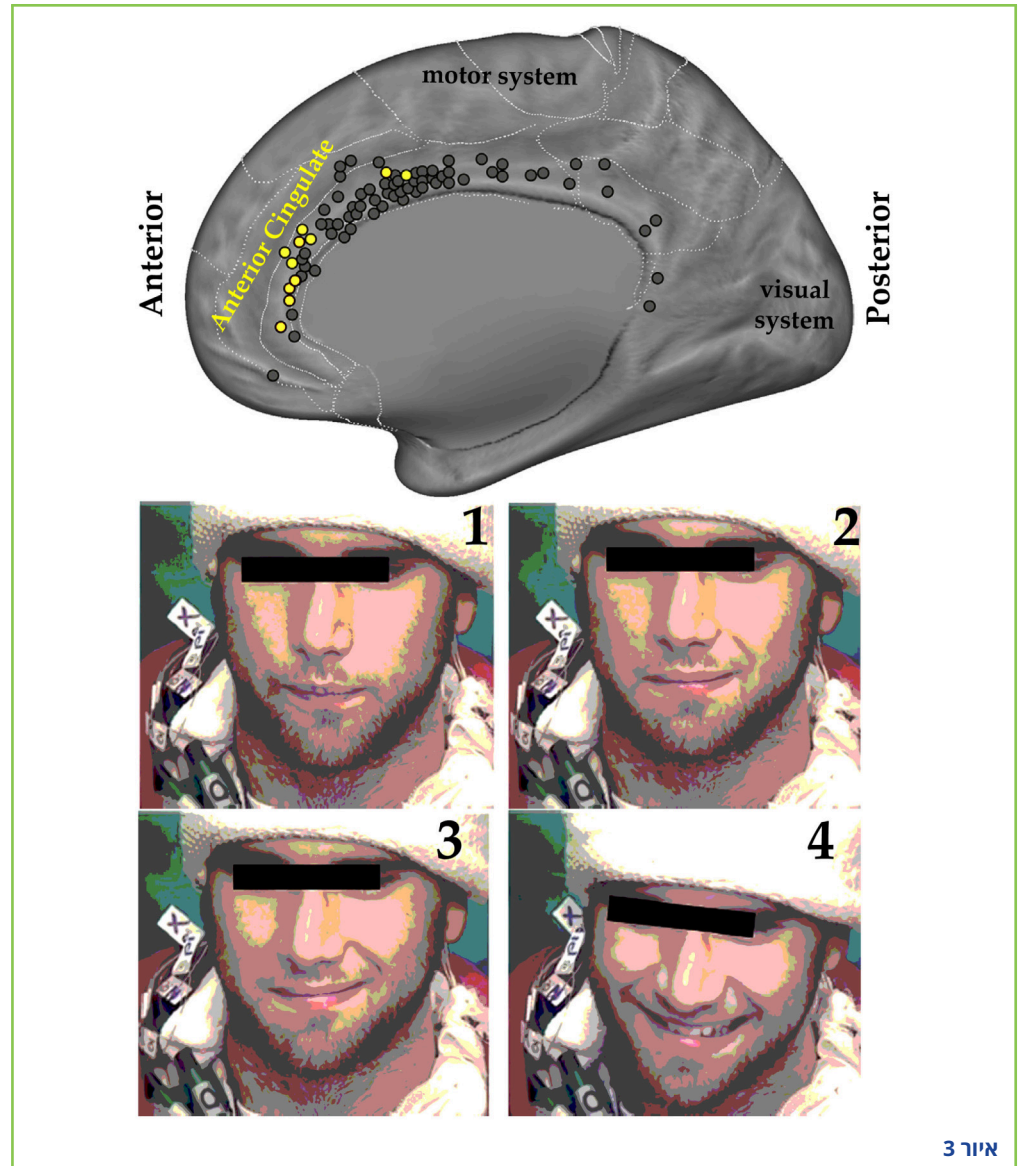 motor system
Anterior Cingulate
Anterior
Posterior
visual
system
1
2
3
4
איור 3